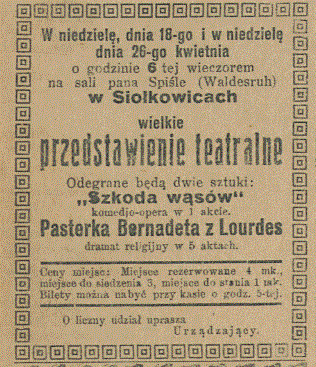 W niedzielę, dnia 18-go i w niedzielę
dnia 26-go kwietnia
o godzinie 6 tej wieczorem
na sali pana Spiśle (Waldesruh)
w Siołkowicach
wielkie
przedstawienie teatralne
Odegrane będą dwie sztuki:
„Szkoda wąsów"
komedjo-opera w 1 akcie.
Pasterka Bernadeta z Lourdes
dramat religijny w 5 aktach.
Ceny miejsc: Miejsce rezerwowane 4 mk.,
miejsce do siedzenia 3, miejsce do stania 1 mk.
Bilety można nabyć przy kasie o godz. 5-tej.
O liczny udział uprasza
Urządzający.